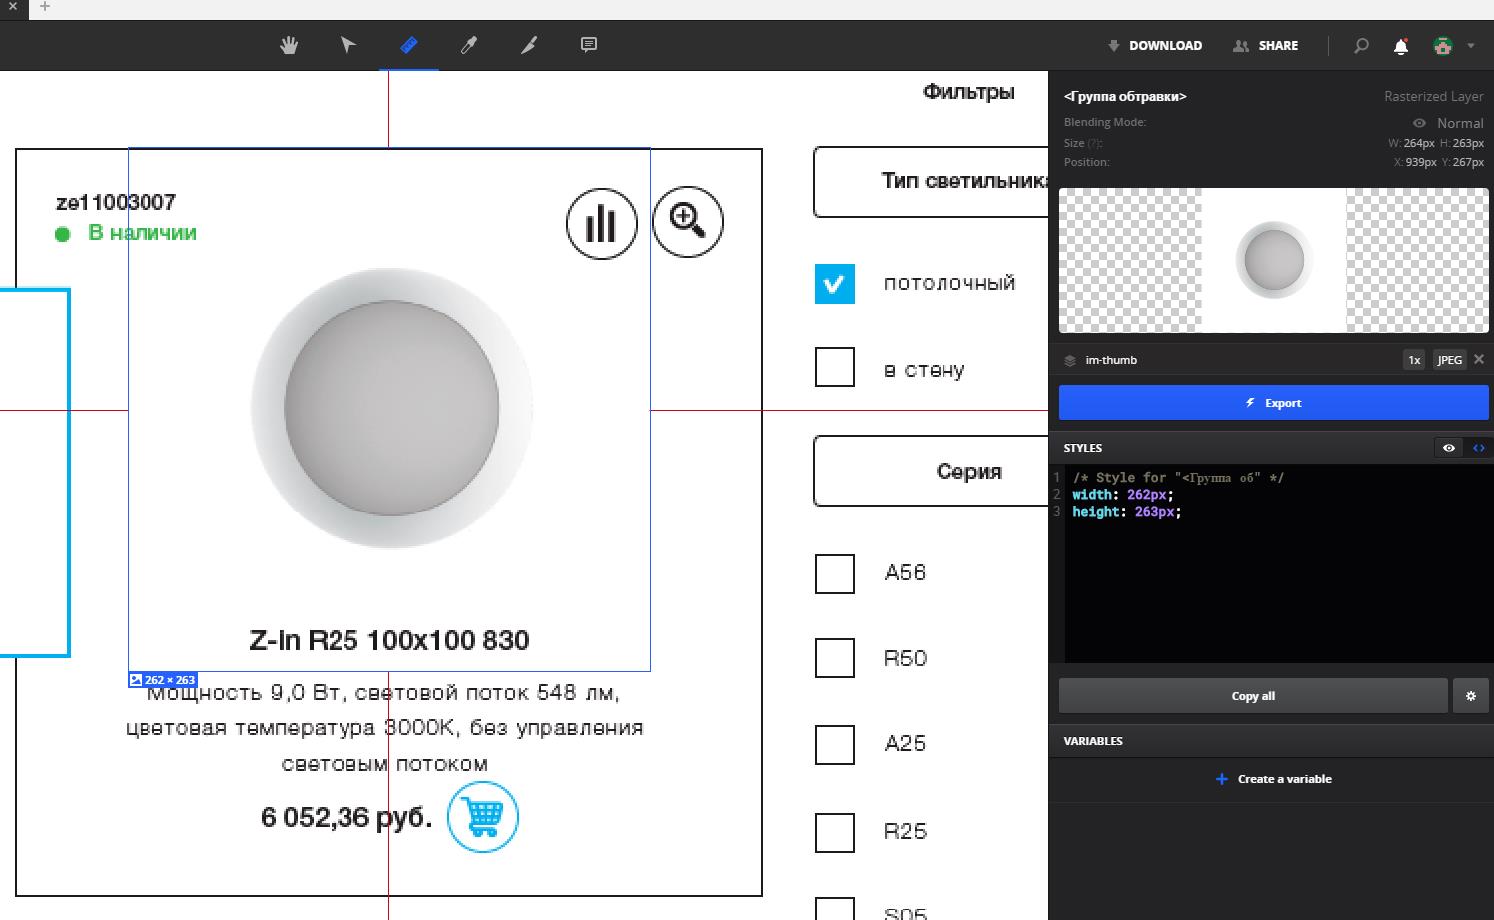 DOWNLOAD
SHARE
Фильтры
ze11003007
В наличии
Z-in R25 100x100 830
262 × 263
Мощность 9,0 Вт, световой поток 548 лм,
цветовая температура 3000К, без управления
световым потоком
6 052,36 руб.
Тип светильника
потолочный
в стену
Серия
A56
R50
A25
R25
S05
<Группа обтравки>
Rasterized Layer
Blending Mode:
Normal
Size (?):
W: 264px H: 263px
Position:
X: 939px Y: 267px
im-thumb
1x
JPEG
Export
STYLES
1 /* Style for "<Группа об" */
2 width: 262px;
3 height: 263px;
Copy all
VARIABLES
Create a variable